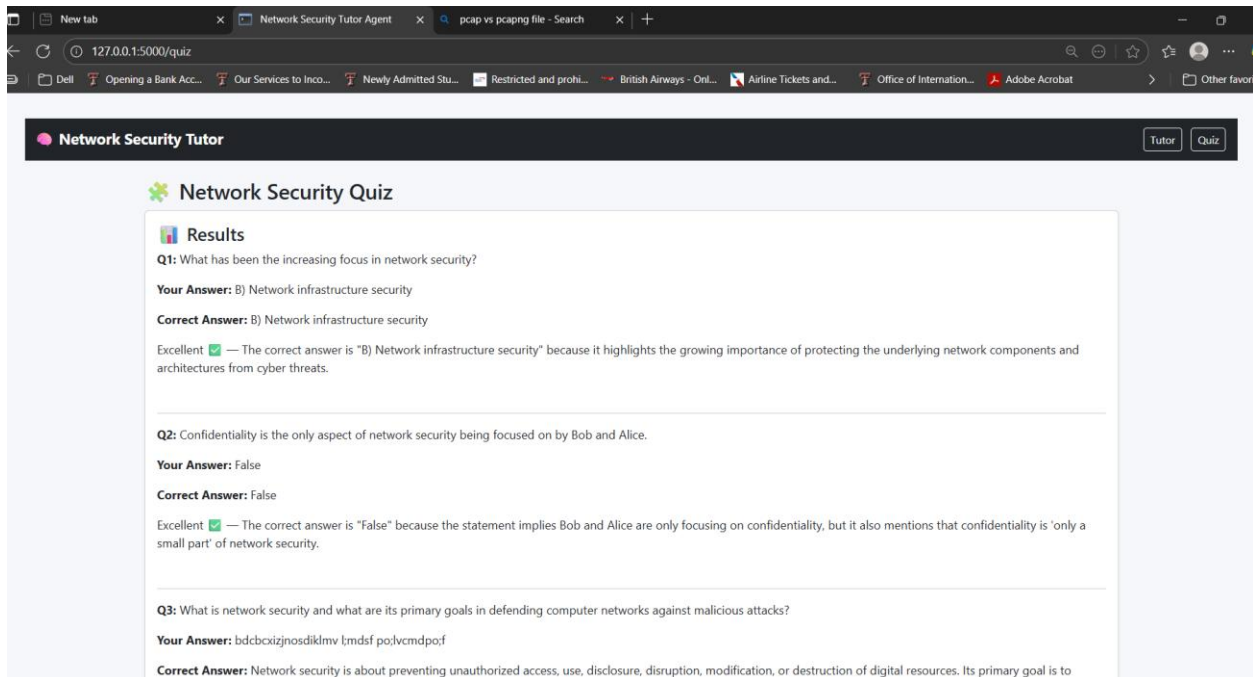 New tab
Network Security Tutor Agent
pcap vs pcapng file - Search
127.0.0.1:5000/quiz
Dell
Opening a Bank Acc...
Our Services to Inco...
Newly Admitted Stu...
Restricted and prohi...
British Airways - Onl...
Airline Tickets and...
Office of Internation...
Adobe Acrobat
Other favori
Network Security Tutor
Tutor
Quiz
Network Security Quiz
Results
Q1: What has been the increasing focus in network security?
Your Answer: B) Network infrastructure security
Correct Answer: B) Network infrastructure security
Excellent ✅ — The correct answer is "B) Network infrastructure security" because it highlights the growing importance of protecting the underlying network components and
architectures from cyber threats.
Q2: Confidentiality is the only aspect of network security being focused on by Bob and Alice.
Your Answer: False
Correct Answer: False
Excellent ✅ — The correct answer is "False" because the statement implies Bob and Alice are only focusing on confidentiality, but it also mentions that confidentiality is 'only a
small part' of network security.
Q3: What is network security and what are its primary goals in defending computer networks against malicious attacks?
Your Answer: bdcbcxizjnosdiklmv l;mdsf po;lvcmdpo;f
Correct Answer: Network security is about preventing unauthorized access, use, disclosure, disruption, modification, or destruction of digital resources. Its primary goal is to